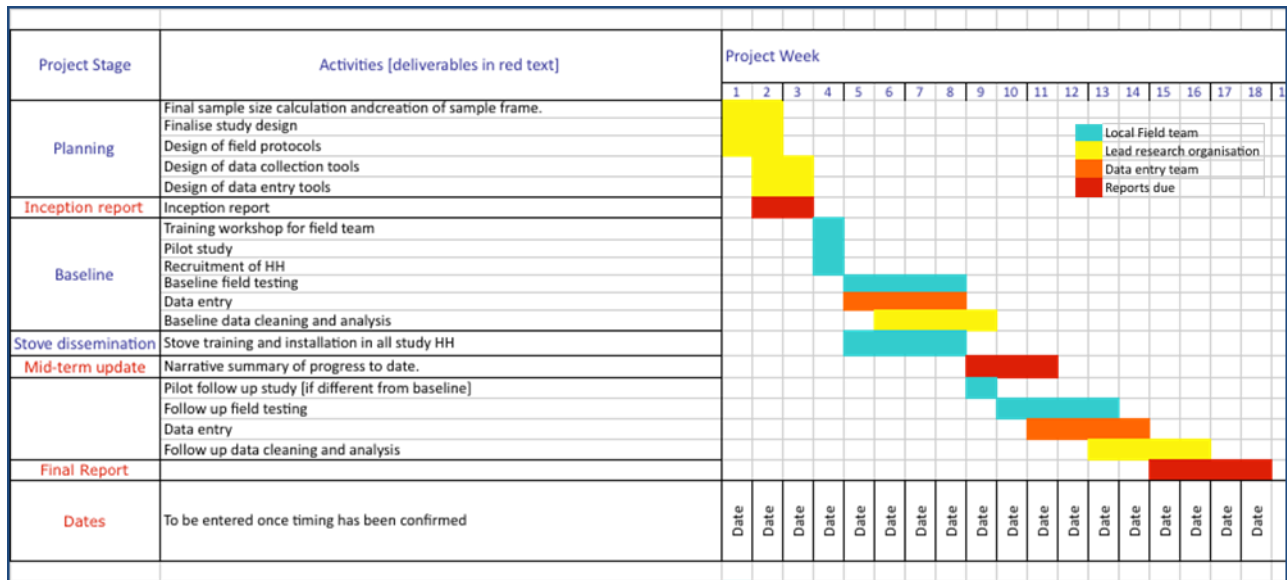 Project Stage
Activities [deliverables in red text]
Project Week
1 2 3 4 5 6 7 8 9 10 11 12 13 14 15 16 17 18 1
Local Field team
Lead research organisation
Data entry team
Reports due
Planning
Final sample size calculation andcreation of sample frame.
Finalise study design
Design of field protocols
Design of data collection tools
Design of data entry tools
Inception report
Inception report
Baseline
Training workshop for field team
Pilot study
Recruitment of HH
Baseline field testing
Data entry
Baseline data cleaning and analysis
Stove dissemination
Stove training and installation in all study HH
Mid-term update
Narrative summary of progress to date.
Pilot follow up study [if different from baseline]
Follow up field testing
Data entry
Follow up data cleaning and analysis
Final Report
Dates
To be entered once timing has been confirmed
Date Date Date Date Date Date Date Date Date Date Date Date Date Date Date Date Date Date